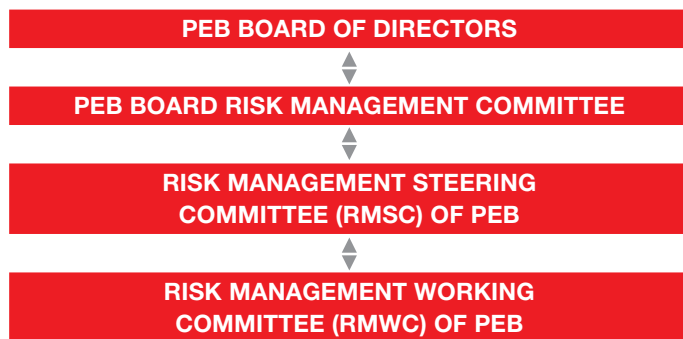 PEB BOARD OF DIRECTORS
PEB BOARD RISK MANAGEMENT COMMITTEE
RISK MANAGEMENT STEERING
COMMITTEE (RMSC) OF PEB
RISK MANAGEMENT WORKING
COMMITTEE (RMWC) OF PEB